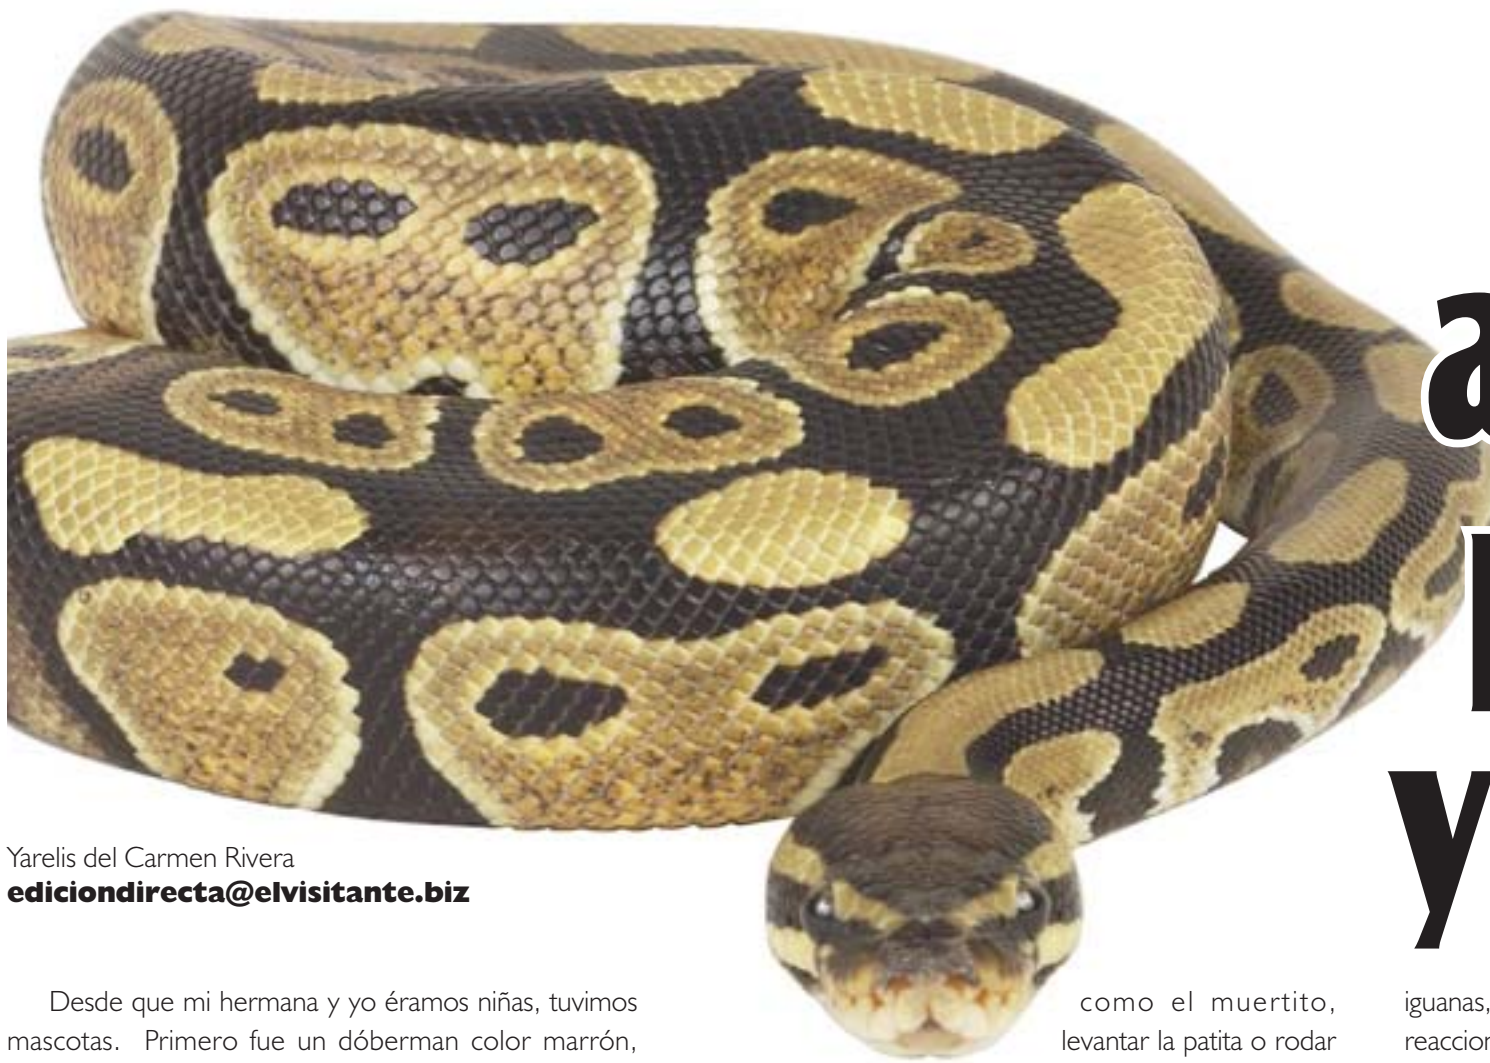 Yarelis del Carmen Rivera
ediciondirecta@elvisitante.biz
Desde que mi hermana y yo éramos niñas, tuvimos
mascotas. Primero fue un dóberman color marrón,
como el muertito,
levantar la patita o rodar
iguanas,
y